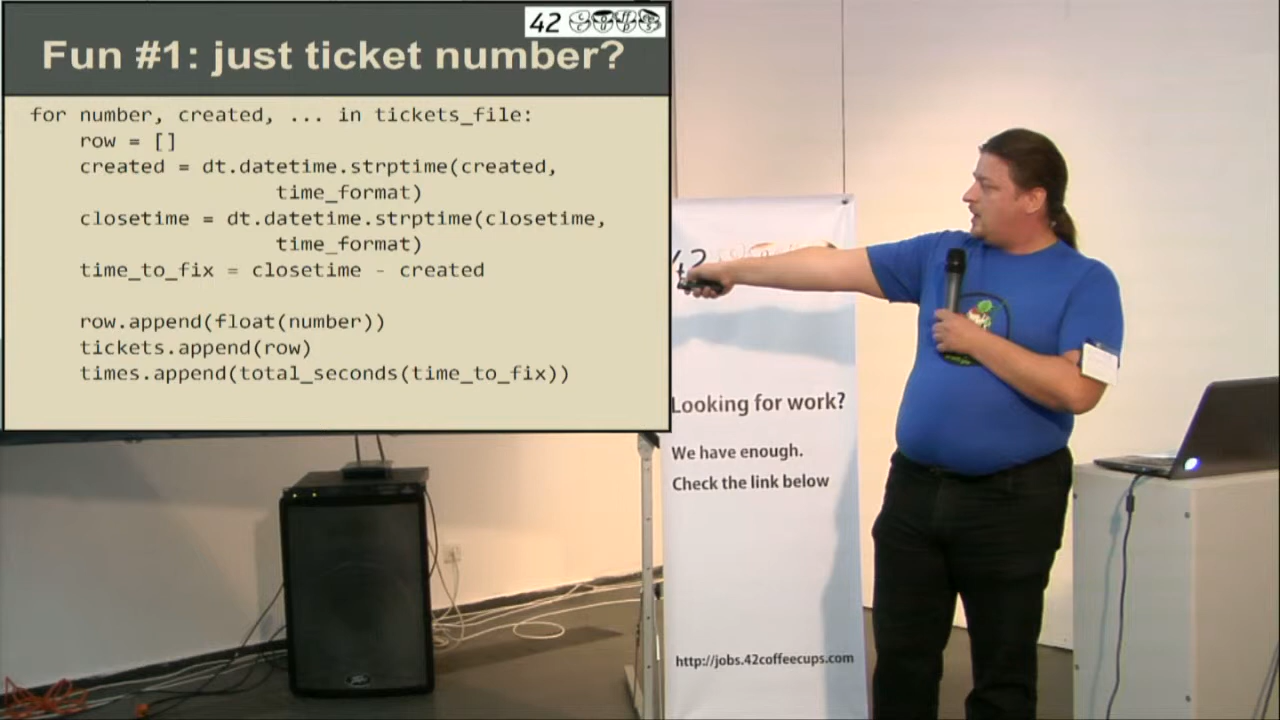 42
Fun #1: just ticket number?
for number, created, ... in tickets_file:
row = []
created = dt.datetime.strptime(created,
time_format)
closetime = dt.datetime.strptime(closetime,
time_format)
time_to_fix = closetime - created
row.append(float(number))
tickets.append(row)
times.append(total_seconds(time_to_fix))
42
Looking for work?
We have enough.
Check the link below
http://jobs.42coffeecups.com